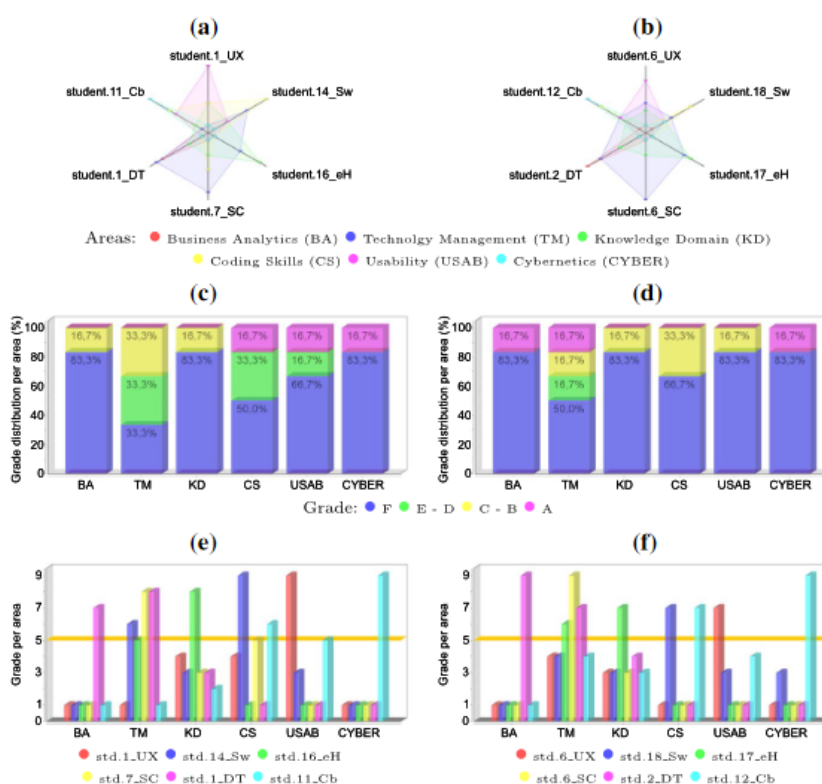 (a) (b)
student.1_UX student.6_UX
student.11_Cb student.14_Sw student.12_Cb student.18_Sw
student.1_DT student.16_eH student.2_DT student.17_eH
student.7_SC student.6_SC
Areas: Business Analytics (BA) Technolgy Management (TM) Knowledge Domain (KD)
Coding Skills (CS) Usability (USAB) Cybernetics (CYBER)
(c) (d)
Grade distribution per area (%)
100
80
60
40
20
0
16,7% 33,3% 16,7% 16,7% 16,7% 16,7%
83,3% 33,3% 83,3% 33,3% 16,7% 83,3%
33,3% 50,0% 66,7%
BA TM KD CS USAB CYBER
Grade distribution per area (%)
100
80
60
40
20
0
16,7% 16,7% 16,7% 33,3% 16,7% 16,7%
83,3% 16,7% 83,3% 66,7% 83,3% 83,3%
16,7%
50,0%
BA TM KD CS USAB CYBER
Grade: F E - D C - B A
(e) (f)
Grade per area
9
7
5
3
1
0
BA TM KD CS USAB CYBER
std.1_UX std.14_Sw std.16_eH
std.7_SC std.1_DT std.11_Cb
Grade per area
9
7
5
3
1
0
BA TM KD CS USAB CYBER
std.6_UX std.18_Sw std.17_eH
std.6_SC std.2_DT std.12_Cb